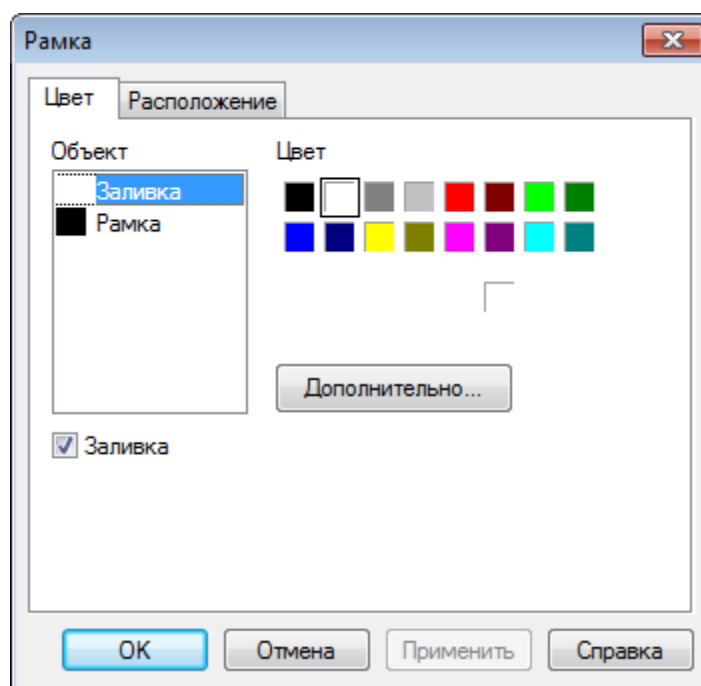 Рамка
Цвет Расположение
Объект Цвет
Заливка
Рамка
Дополнительно...
Заливка
OK Отмена Применить Справка